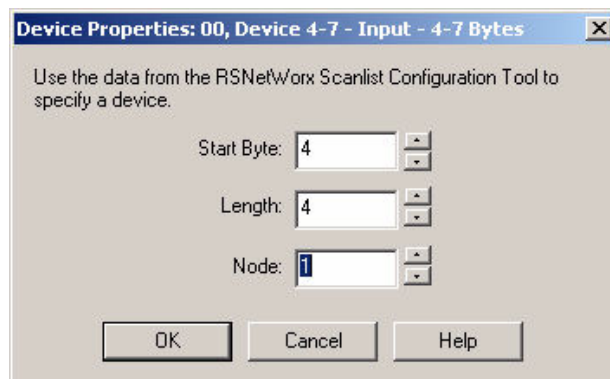 Device Properties: 00, Device 4-7 - Input - 4-7 Bytes
Use the data from the RSNetWorx Scanlist Configuration Tool to
specify a device.
Start Byte: 4
Length: 4
Node: 1
OK Cancel Help